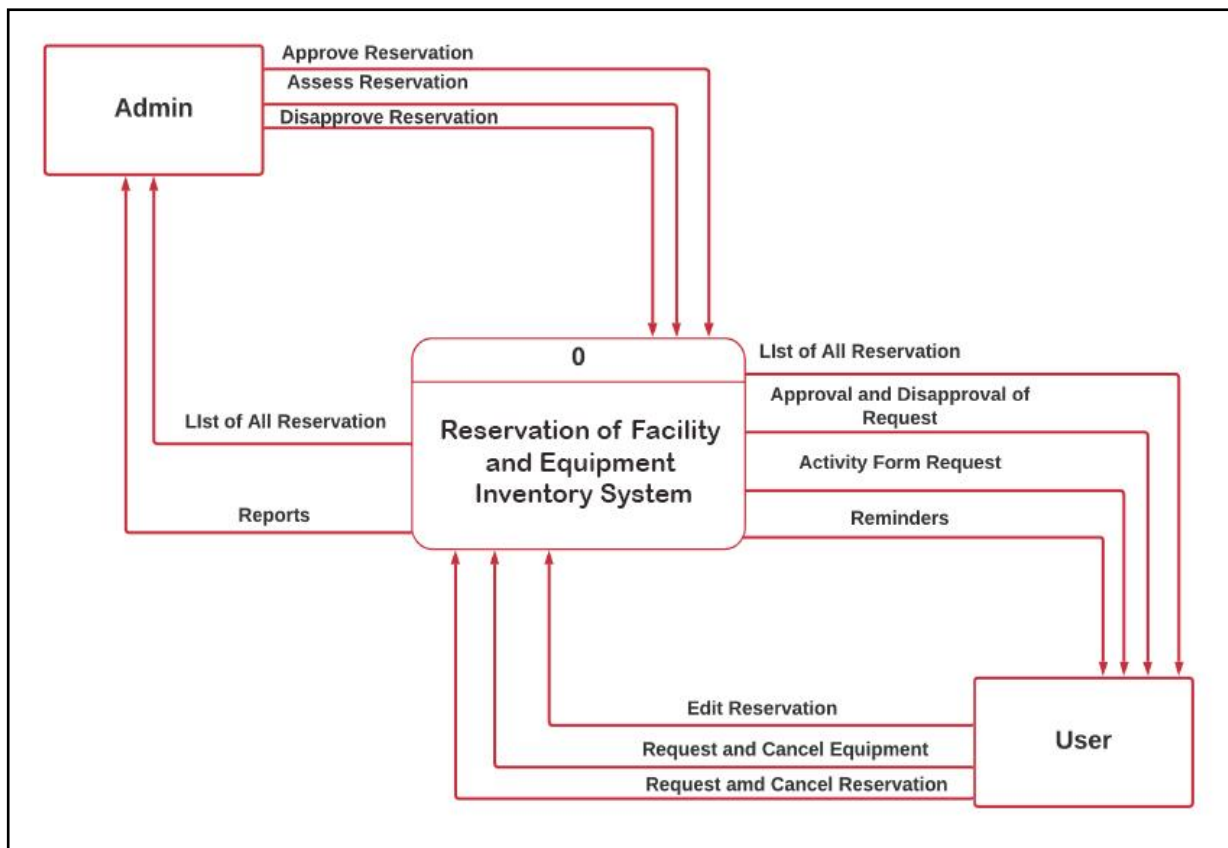 Approve Reservation
Assess Reservation
Disapprove Reservation
Admin
0
LIst of All Reservation
Approval and Disapproval of
Request
Activity Form Request
Reminders
LIst of All Reservation
Reports
Reservation of Facility
and Equipment
Inventory System
Edit Reservation
Request and Cancel Equipment
Request amd Cancel Reservation
User